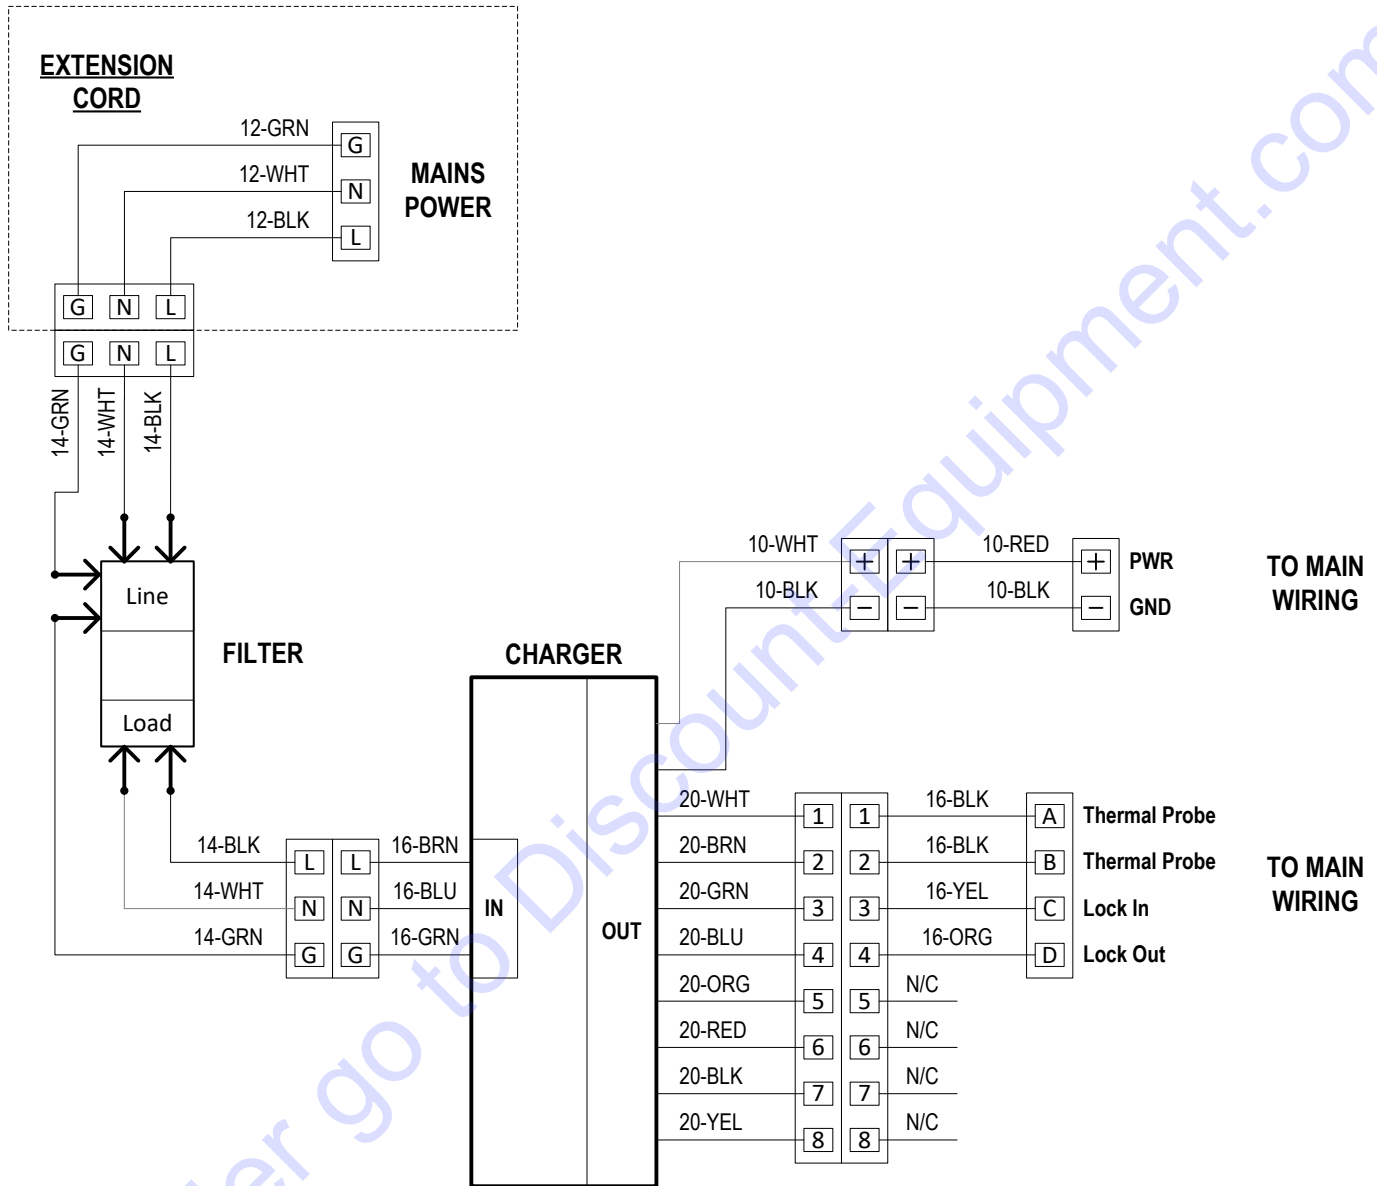 EXTENSION
CORD
12-GRN
G
12-WHT
N
12-BLK
L
MAINS
POWER
G N L
G N L
14-GRN
14-WHT
14-BLK
Line
Load
FILTER
CHARGER
10-WHT
+ +
10-RED
+
PWR
10-BLK
− −
10-BLK
−
GND
TO MAIN
WIRING
14-BLK
L L
16-BRN
14-WHT
N N
16-BLU
14-GRN
G G
16-GRN
IN
OUT
20-WHT
1 1
16-BLK
A
Thermal Probe
20-BRN
2 2
16-BLK
B
Thermal Probe
20-GRN
3 3
16-YEL
C
Lock In
20-BLU
4 4
16-ORG
D
Lock Out
TO MAIN
WIRING
20-ORG
5 5
N/C
20-RED
6 6
N/C
20-BLK
7 7
N/C
20-YEL
8 8
N/C
go to Discount-Equipment.com